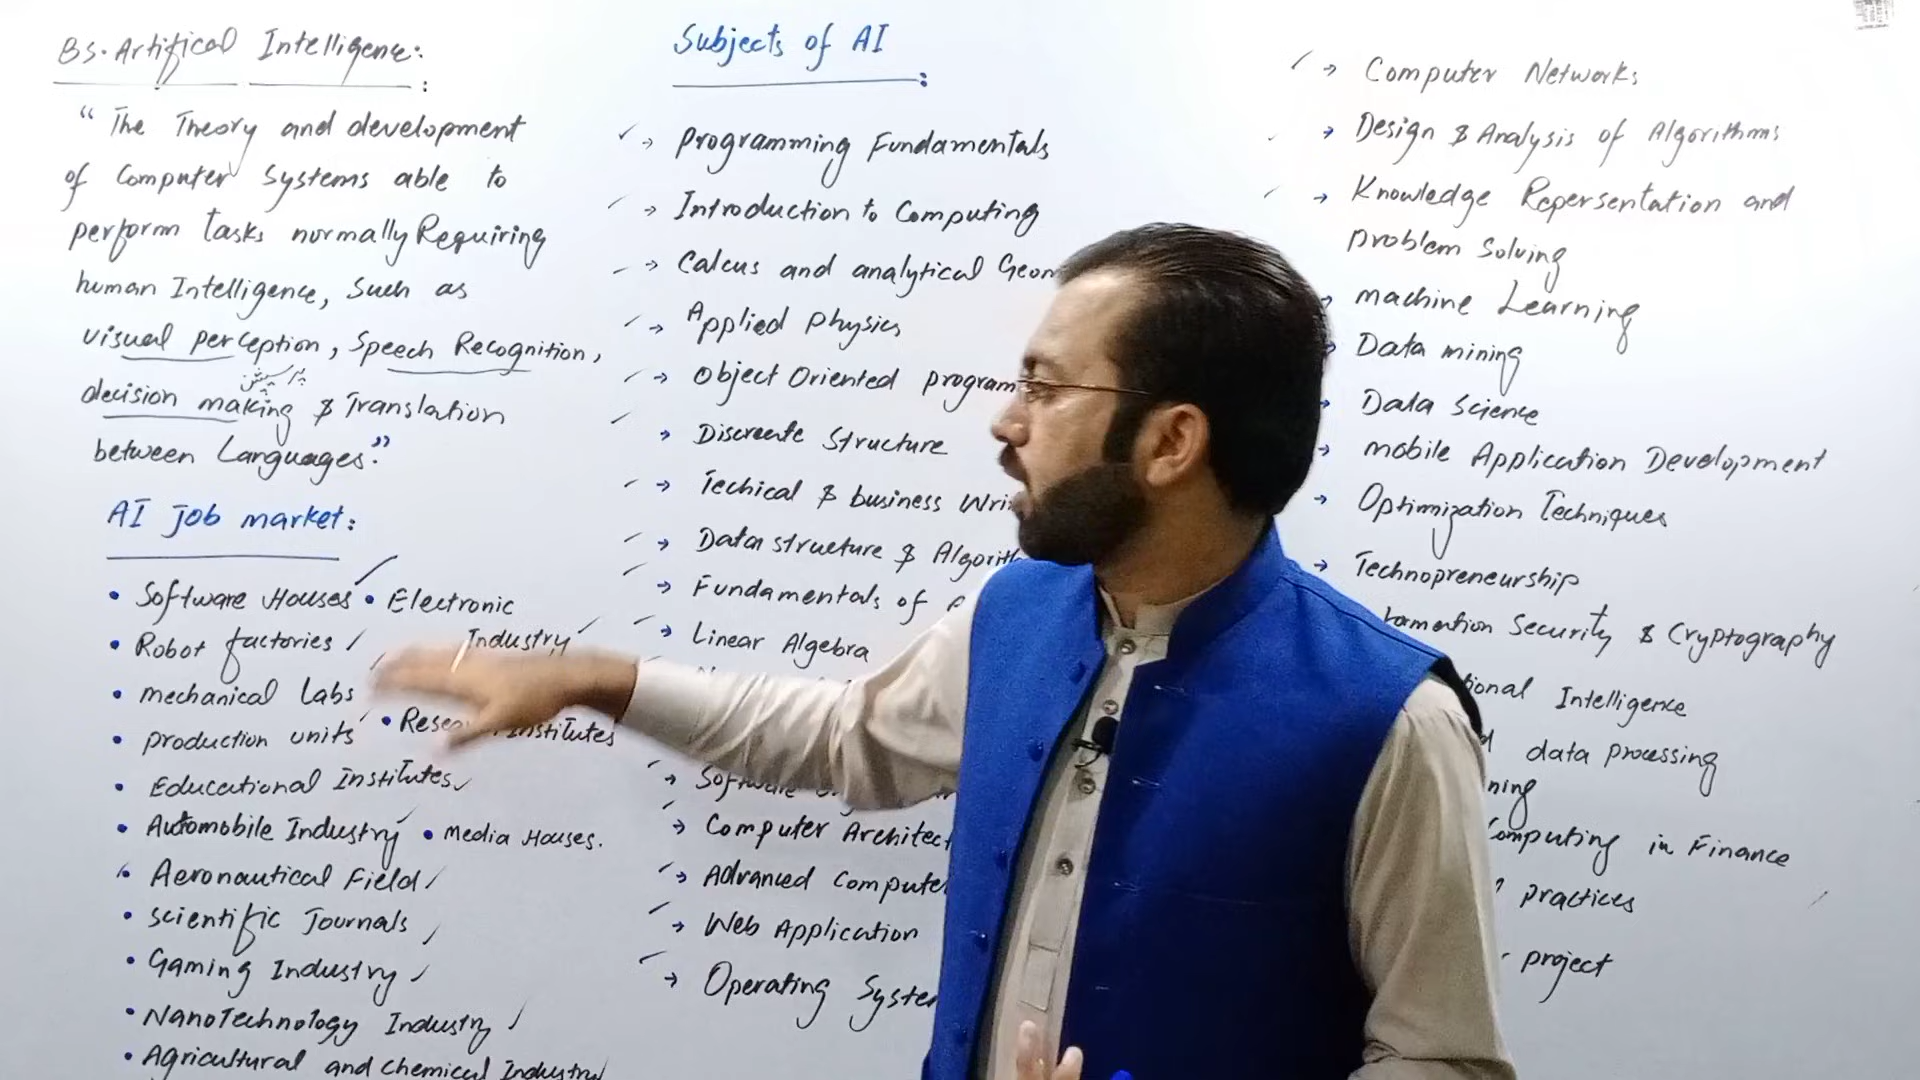 BS. Artifical Intelligence:
"The Theory and development
of Computer Systems able to
perform tasks normally Requiring
human Intelligence, Such as
visual perception, Speech Recognition,
decision making & Translation
between Languages."
AI Job market:
• Software Houses
• Electronic
Industry
• Robot factories
• mechanical Labs
• production units
• Institutes
• Educational Institutes
• Automobile Industry
• Media Houses.
• Aeronautical Field
• Scientific Journals
• Gaming Industry
• NanoTechnology Industry
• Agricultural and chemical Industry
Subjects of AI
→ Programming Fundamentals
→ Introduction to Computing
→ Calcus and analytical
→ Applied Physics
→ Object Oriented
→ Discreate Structure
→ Techical & business
→ Data structure &
→ Fundamentals of
→ Linear Algebra
→ Computer
→ Advanced
→ Web Application
→ Operating
→ Computer Networks
→ Design & Analysis of Algorithms
→ Knowledge Repersentation and
problem Solving
→ machine Learning
→ Data mining
→ Data Science
→ mobile Application Development
→ Optimization Techniques
→ Technopreneurship
Security & Cryptography
Intelligence
data processing
Computing in Finance
practices
project